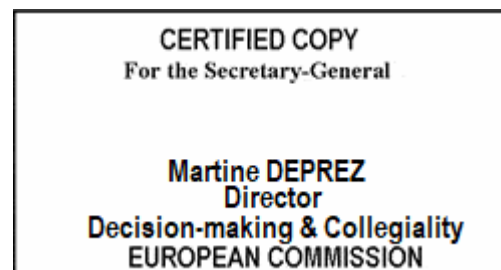 CERTIFIED COPY
For the Secretary-General
Martine DEPREZ
Director
Decision-making & Collegiality
EUROPEAN COMMISSION